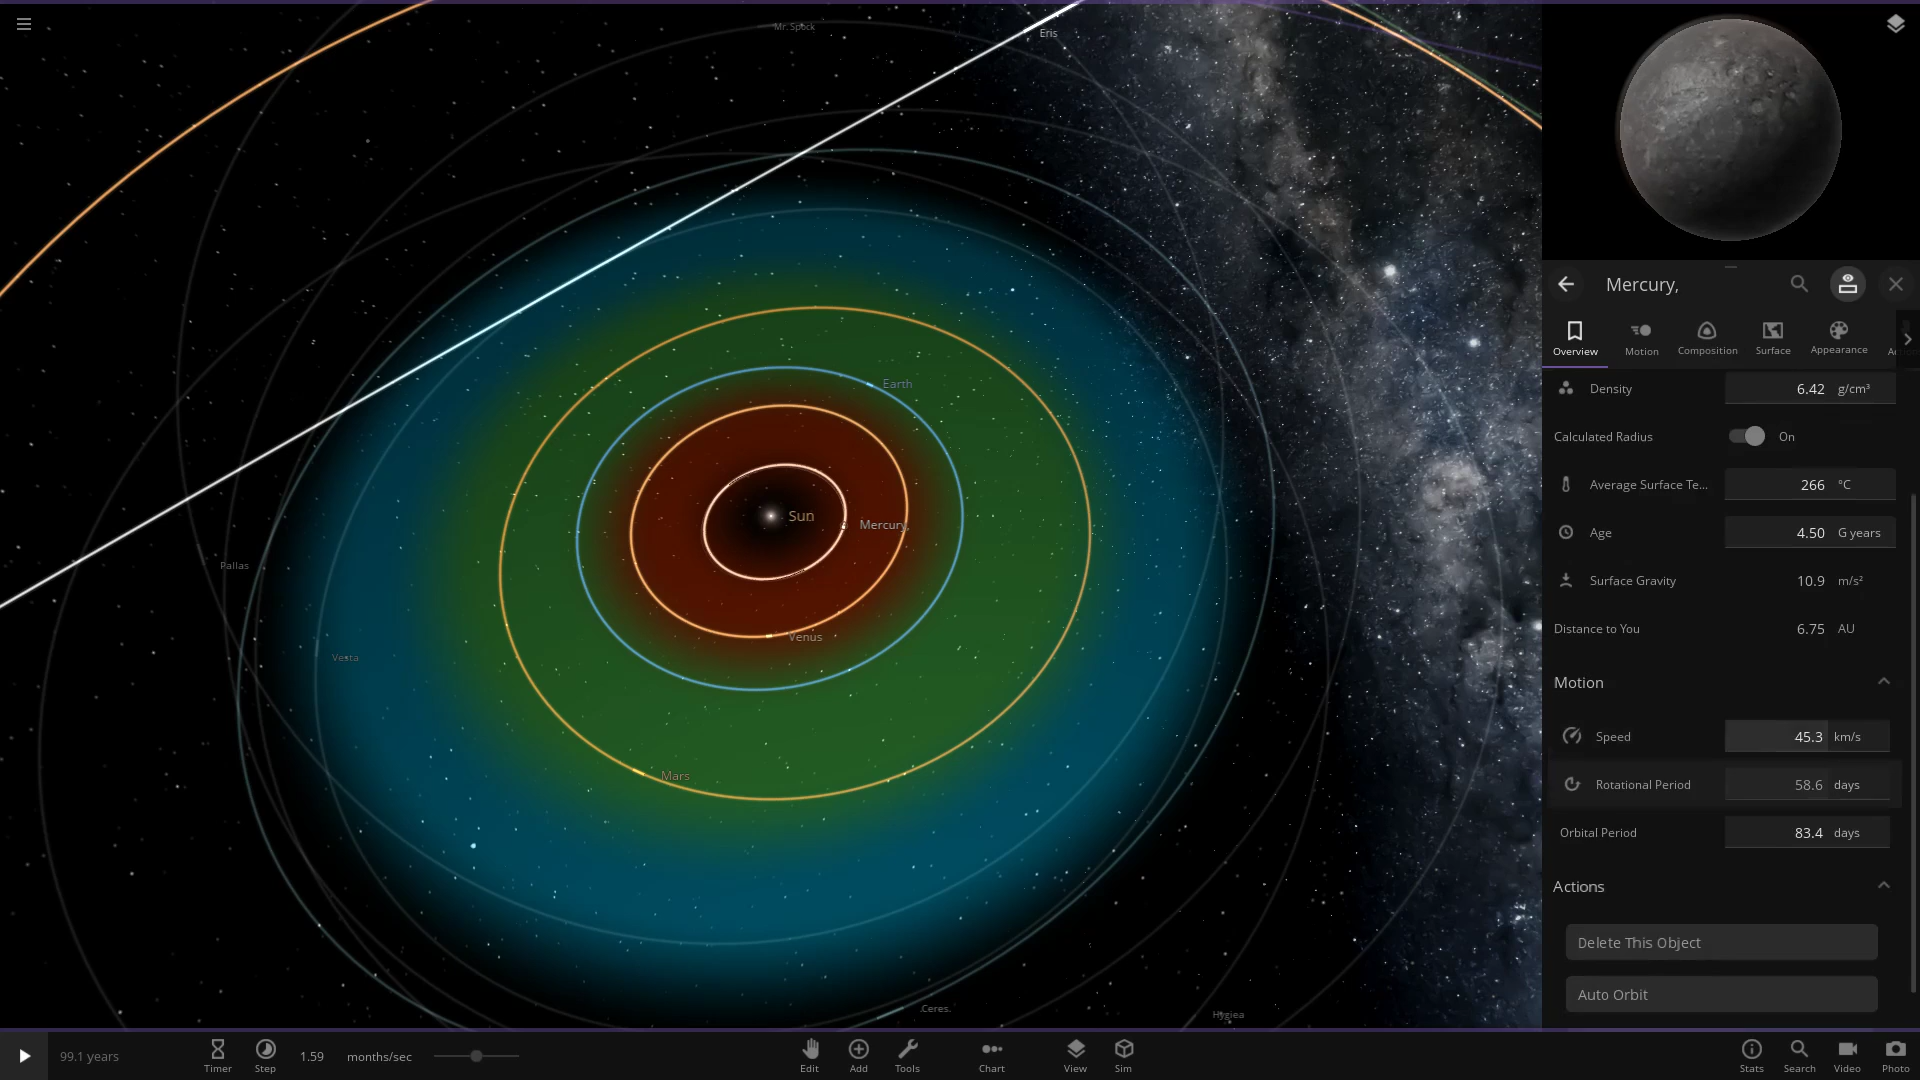 Mr. Spock
Eris
Earth
Sun
Mercury,
Pallas
Venus
Vesta
Mars
Ceres.
Hygiea
Mercury,
Overview
Motion
Composition
Surface
Appearance
Density 6.42 g/cm³
Calculated Radius On
Average Surface Te... 266 °C
Age 4.50 G years
Surface Gravity 10.9 m/s²
Distance to You 6.75 AU
Motion
Speed 45.3 km/s
Rotational Period 58.6 days
Orbital Period 83.4 days
Actions
Delete This Object
Auto Orbit
99.1 years
Timer
Step
1.59 months/sec
Edit
Add
Tools
Chart
View
Sim
Stats
Search
Video
Photo